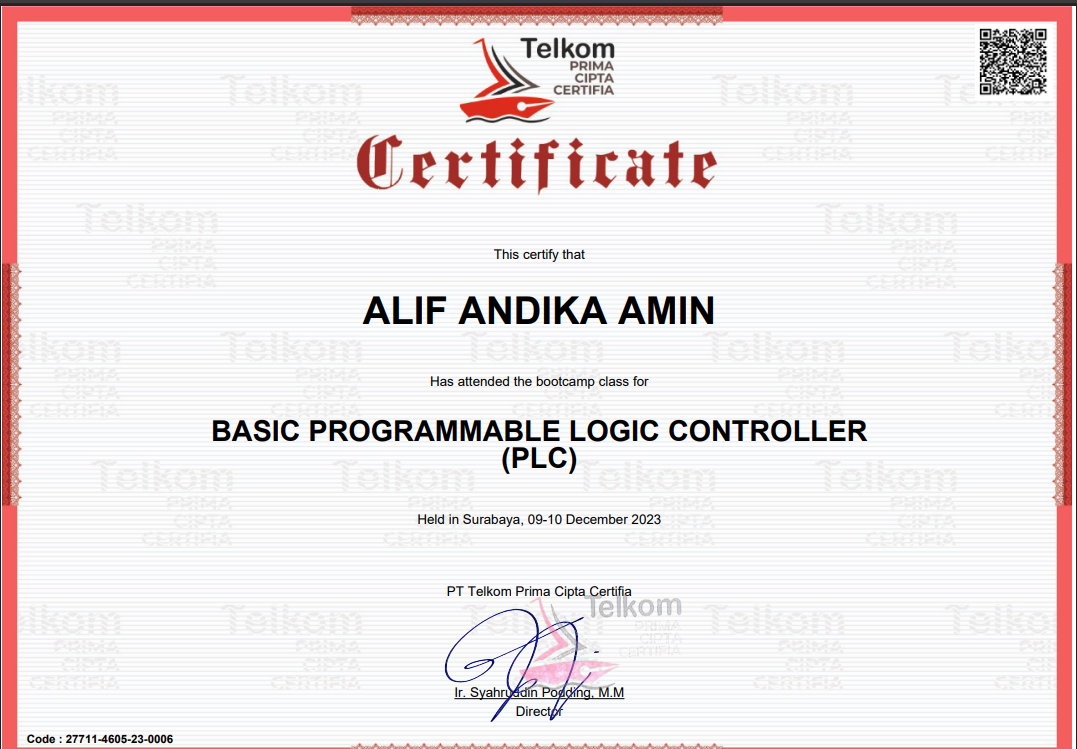 Telkom
PRIMA
CIPTA
CERTIFIA
Certificate
This certify that
ALIF ANDIKA AMIN
Has attended the bootcamp class for
BASIC PROGRAMMABLE LOGIC CONTROLLER
(PLC)
Held in Surabaya, 09-10 December 2023
PT Telkom Prima Cipta Certifia
Telkom
PRIMA
CIPTA
CERTIFIA
Ir. Syahruddin Podding, M.M
Director
Code : 27711-4605-23-0006